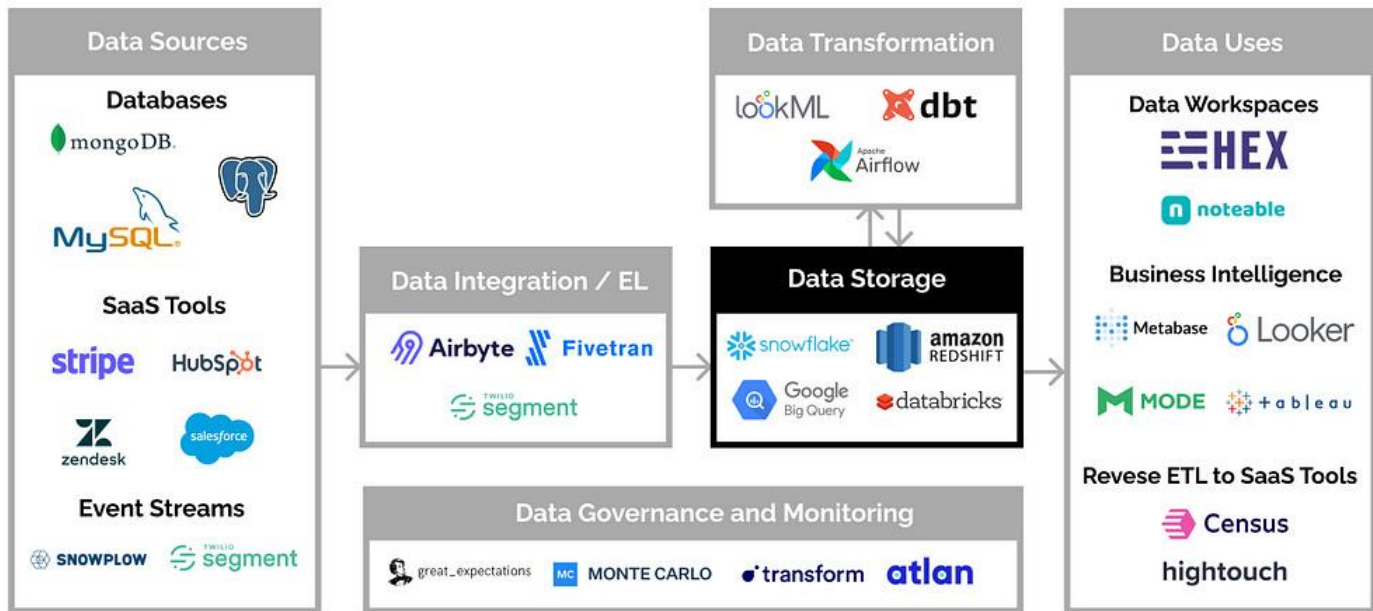 Data Sources
Databases
mongoDB.
MySQL®
SaaS Tools
stripe
HubSpot
zendesk
salesforce
Event Streams
SNOWPLOW
TWILIO
segment
Data Integration / EL
Airbyte
Fivetran
TWILIO
segment
Data Transformation
lookML
dbt
Apache
Airflow
Data Storage
snowflake®
amazon
REDSHIFT
Google
Big Query
databricks
Data Governance and Monitoring
great_expectations
MC MONTE CARLO
transform
atlan
Data Uses
Data Workspaces
HEX
n noteable
Business Intelligence
Metabase
Looker
MODE
+ a b l e a u
Revese ETL to SaaS Tools
Census
hightouch